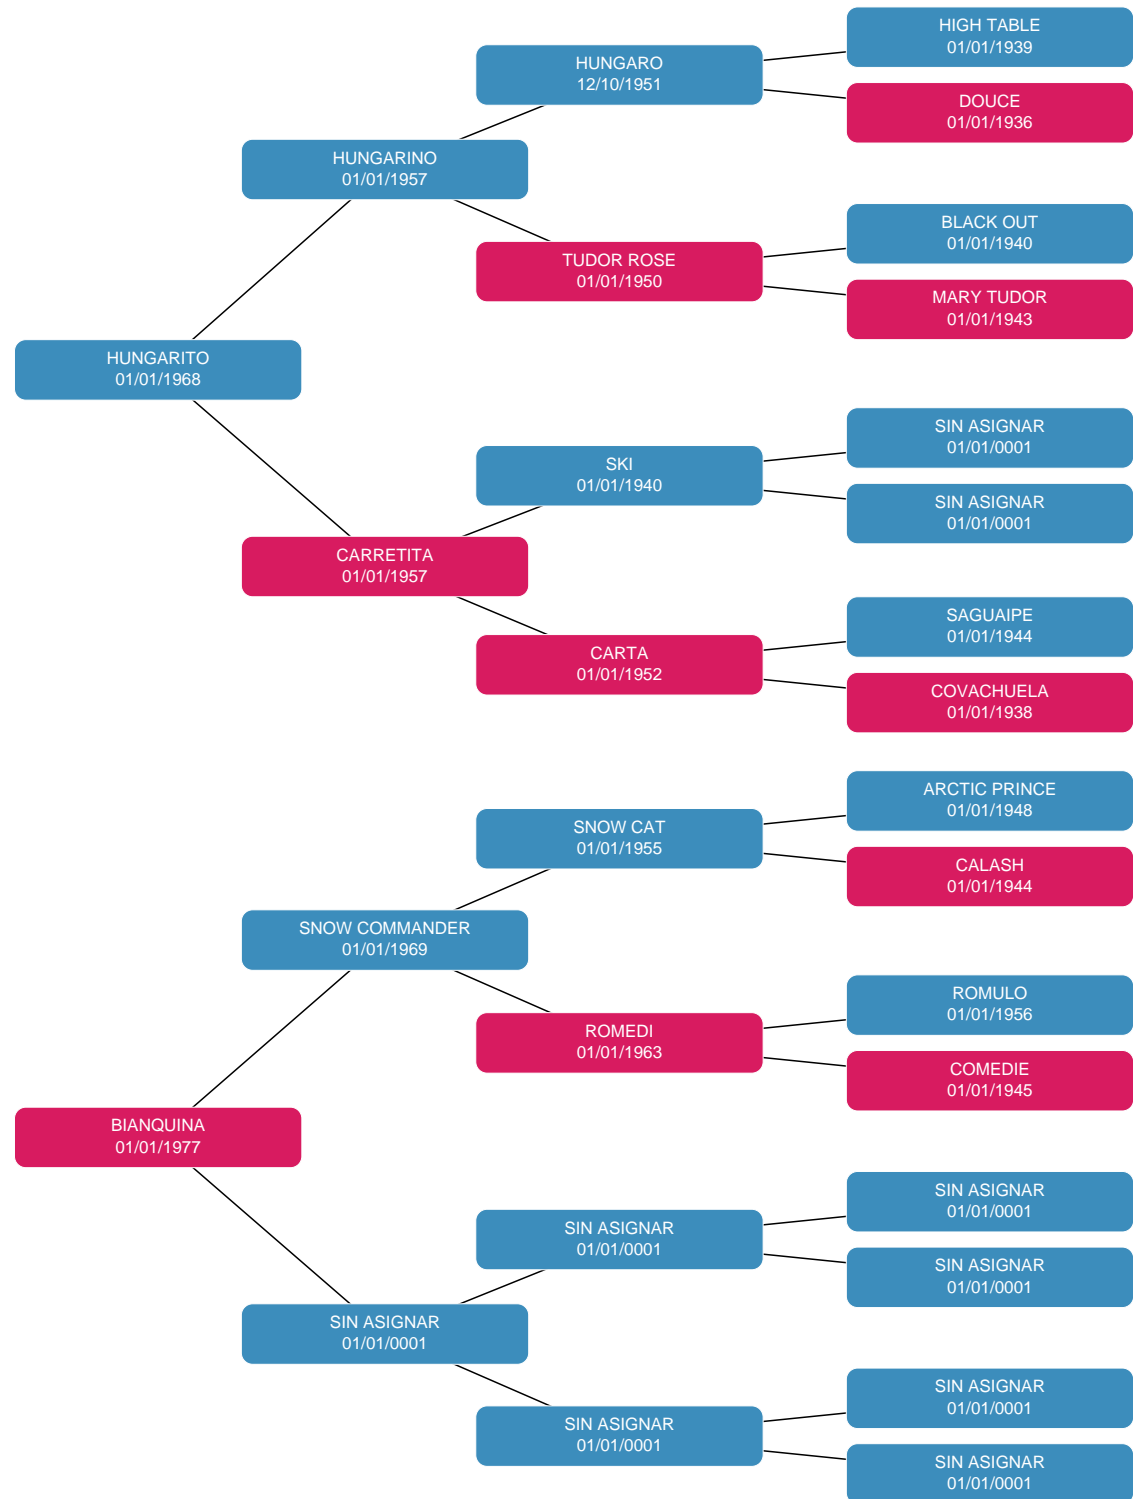 HIGH TABLE
01/01/1939
HUNGARO
12/10/1951
DOUCE
01/01/1936
HUNGARINO
01/01/1957
BLACK OUT
01/01/1940
TUDOR ROSE
01/01/1950
MARY TUDOR
01/01/1943
HUNGARITO
01/01/1968
SIN ASIGNAR
01/01/0001
SKI
01/01/1940
SIN ASIGNAR
01/01/0001
CARRETITA
01/01/1957
SAGUAIPE
01/01/1944
CARTA
01/01/1952
COVACHUELA
01/01/1938
ARCTIC PRINCE
01/01/1948
SNOW CAT
01/01/1955
CALASH
01/01/1944
SNOW COMMANDER
01/01/1969
ROMULO
01/01/1956
ROMEDI
01/01/1963
COMEDIE
01/01/1945
BIANQUINA
01/01/1977
SIN ASIGNAR
01/01/0001
SIN ASIGNAR
01/01/0001
SIN ASIGNAR
01/01/0001
SIN ASIGNAR
01/01/0001
SIN ASIGNAR
01/01/0001
SIN ASIGNAR
01/01/0001
SIN ASIGNAR
01/01/0001